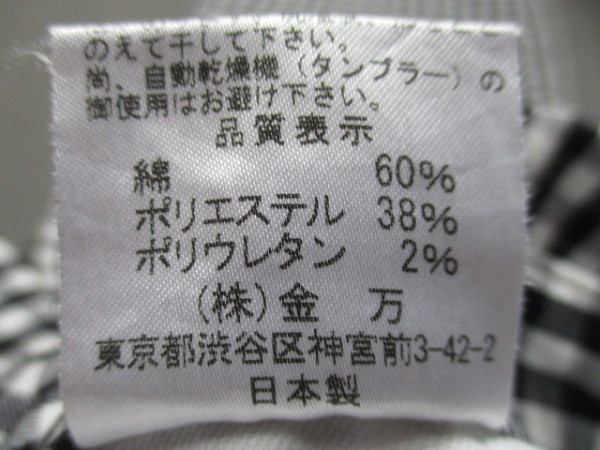 のえで干して下さい。
尚、自動乾燥機（タンブラー）の
御使用はお避け下さい。
品質表示
綿 60%
ポリエステル 38%
ポリウレタン 2%
（株）金 万
東京都渋谷区神宮前3-42-2
日本製